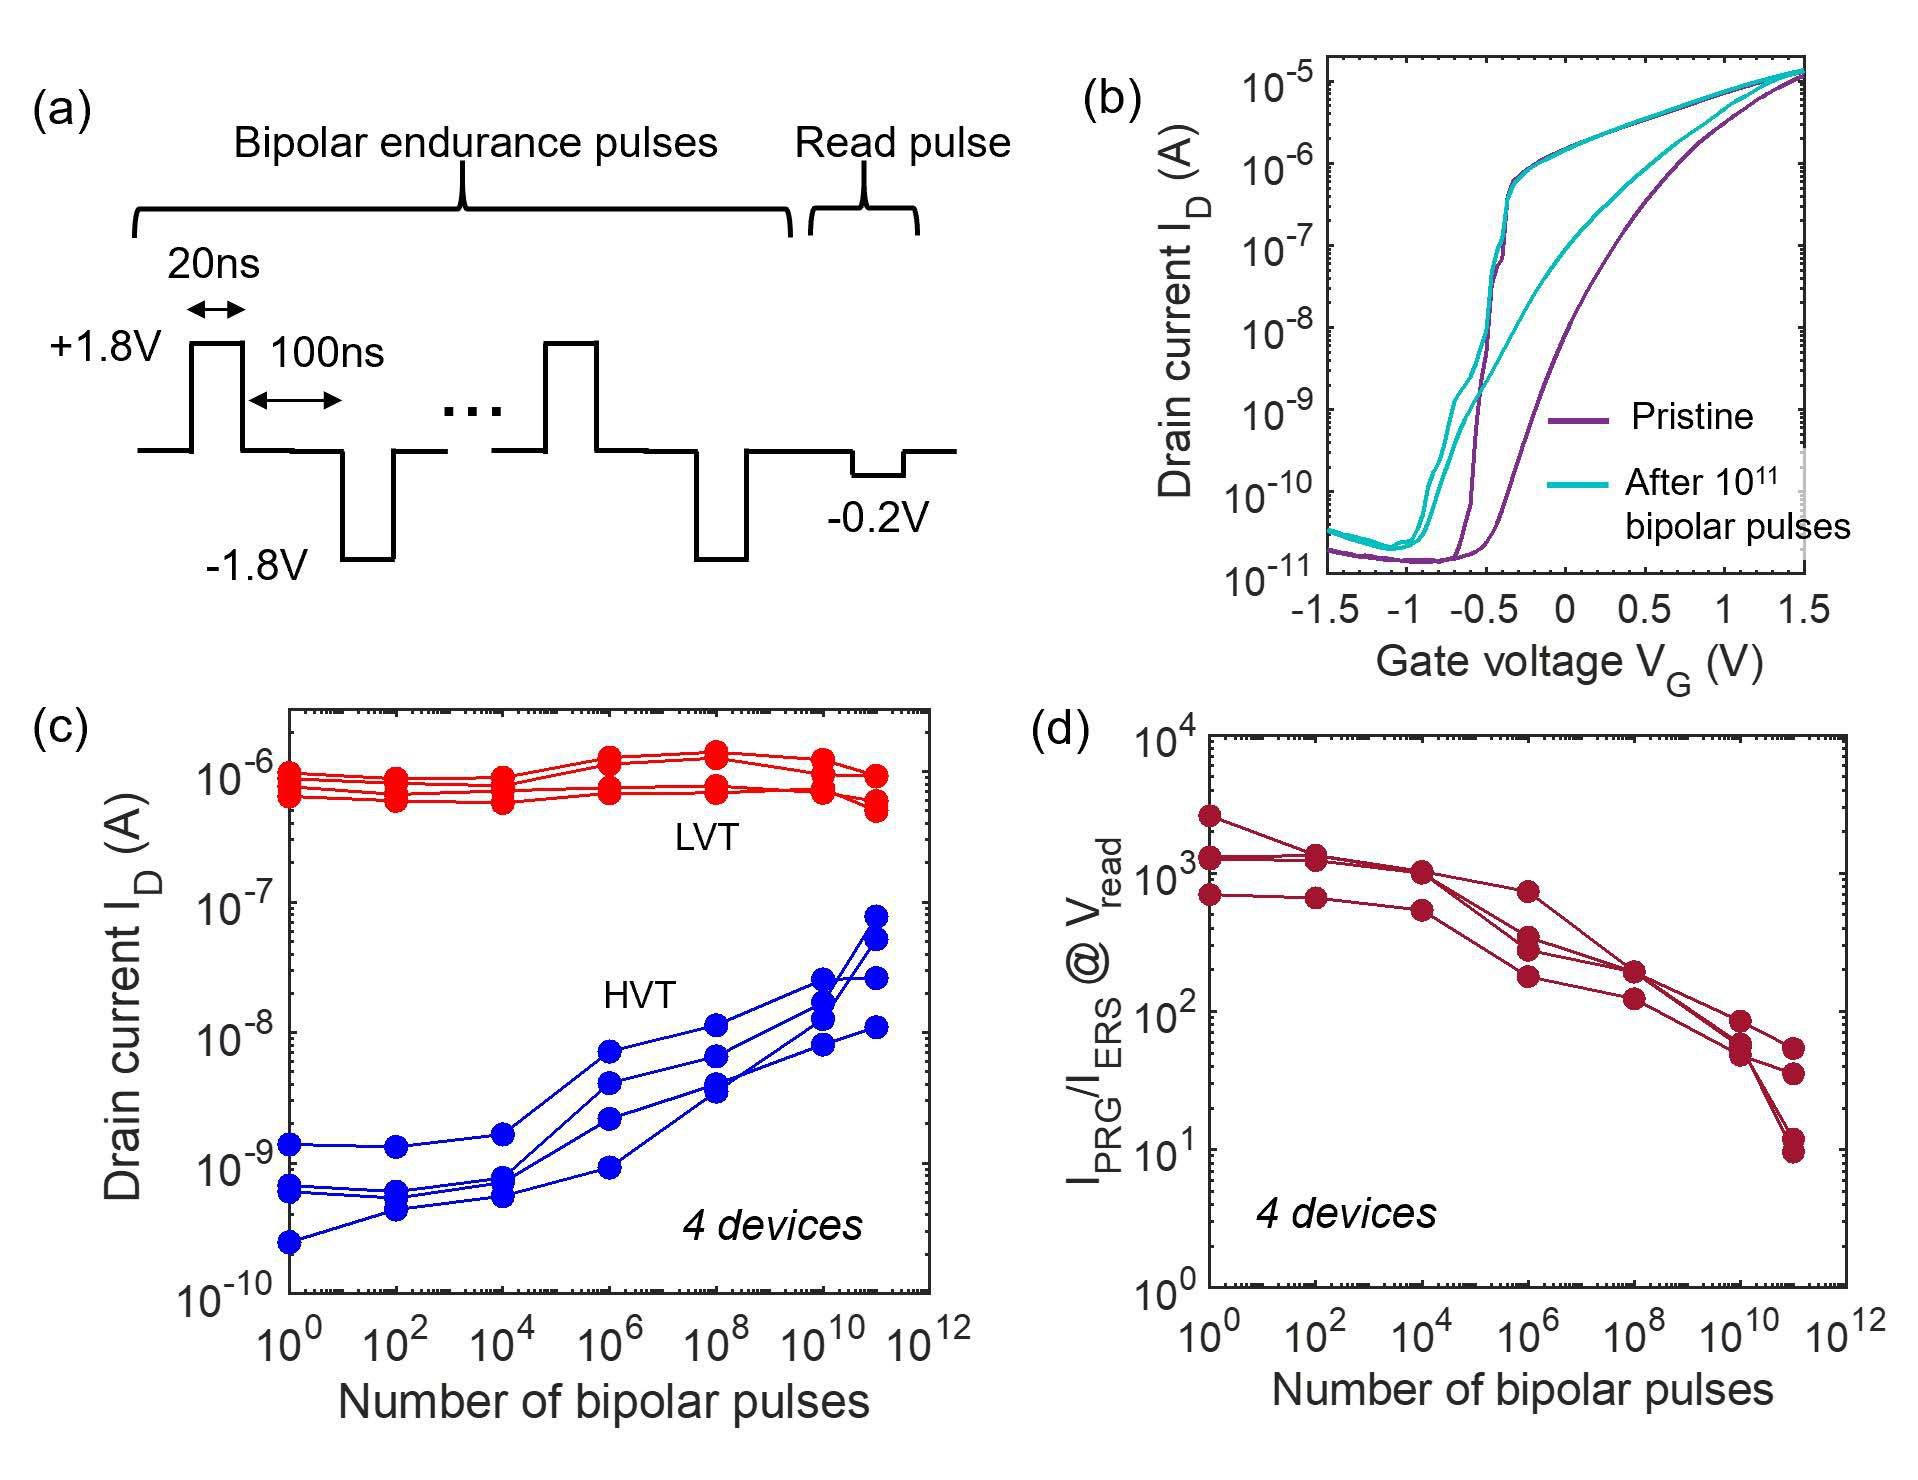 (a)
Bipolar endurance pulses
Read pulse
20ns
+1.8V
100ns
...
-1.8V
-0.2V
(b)
Drain current I_D (A)
10^-5
10^-6
10^-7
10^-8
10^-9
10^-10
10^-11
Pristine
After 10^11
bipolar pulses
-1.5 -1 -0.5 0 0.5 1 1.5
Gate voltage V_G (V)
(c)
Drain current I_D (A)
10^-6
10^-7
10^-8
10^-9
10^-10
LVT
HVT
4 devices
10^0 10^2 10^4 10^6 10^8 10^10 10^12
Number of bipolar pulses
(d)
I_PRG/I_ERS @ V_read
10^4
10^3
10^2
10^1
10^0
4 devices
10^0 10^2 10^4 10^6 10^8 10^10 10^12
Number of bipolar pulses